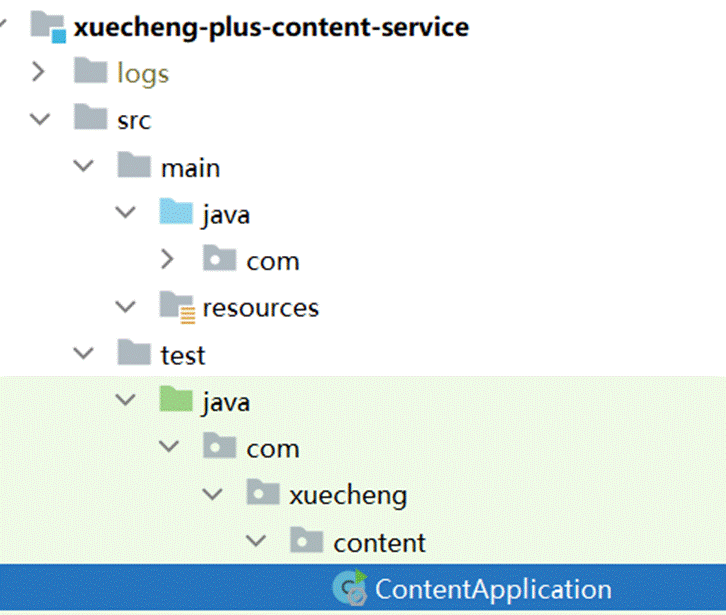 xuecheng-plus-content-service
logs
src
main
java
com
resources
test
java
com
xuecheng
content
ContentApplication